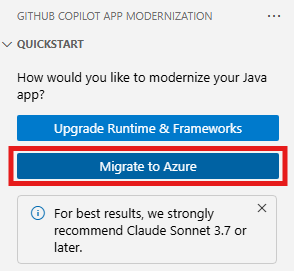 GITHUB COPILOT APP MODERNIZATION
QUICKSTART
How would you like to modernize your Java
app?
Upgrade Runtime & Frameworks
Migrate to Azure
For best results, we strongly
recommend Claude Sonnet 3.7 or
later.